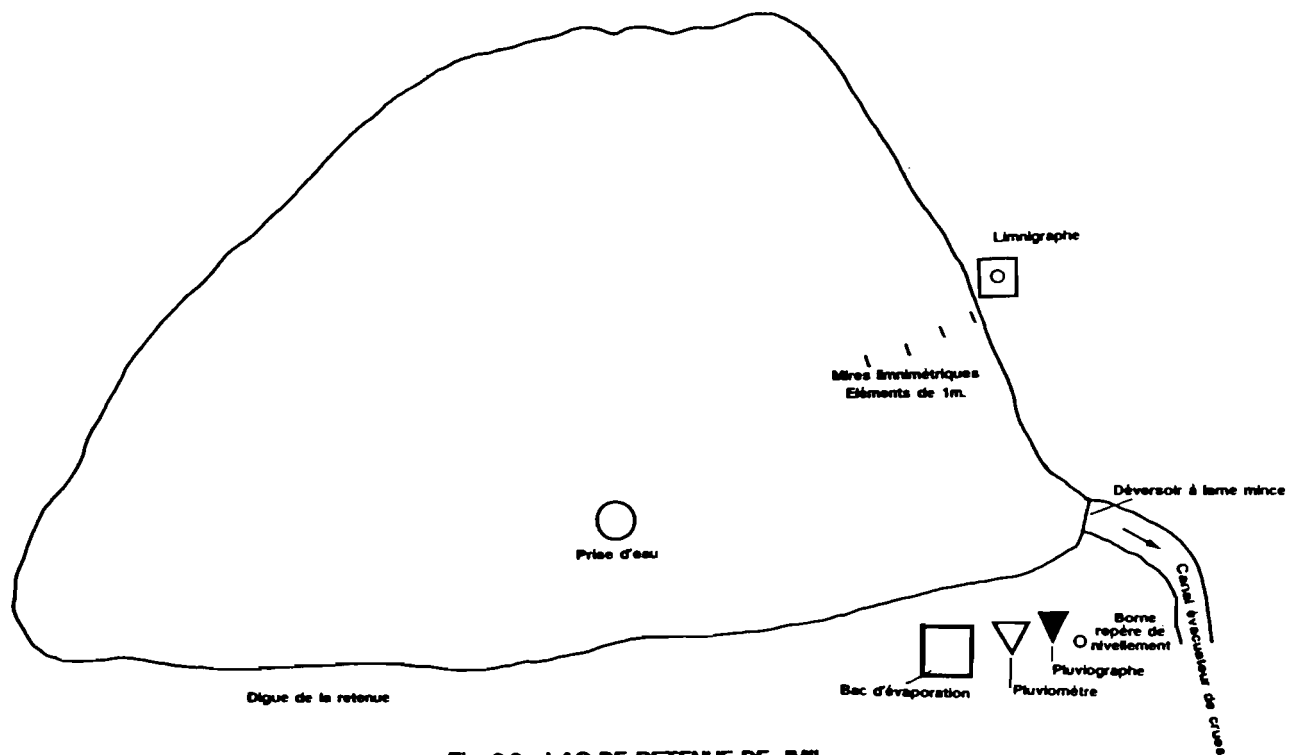 Limnigraphe
Mires limnimétriques
Eléments de 1m.
Déversoir à lame mince
Prise d'eau
Canal évacuateur de crues
Borne
repère de
nivellement
Pluviographe
Bac d'évaporation
Pluviomètre
Digue de la retenue
LAC DE RETENUE DE